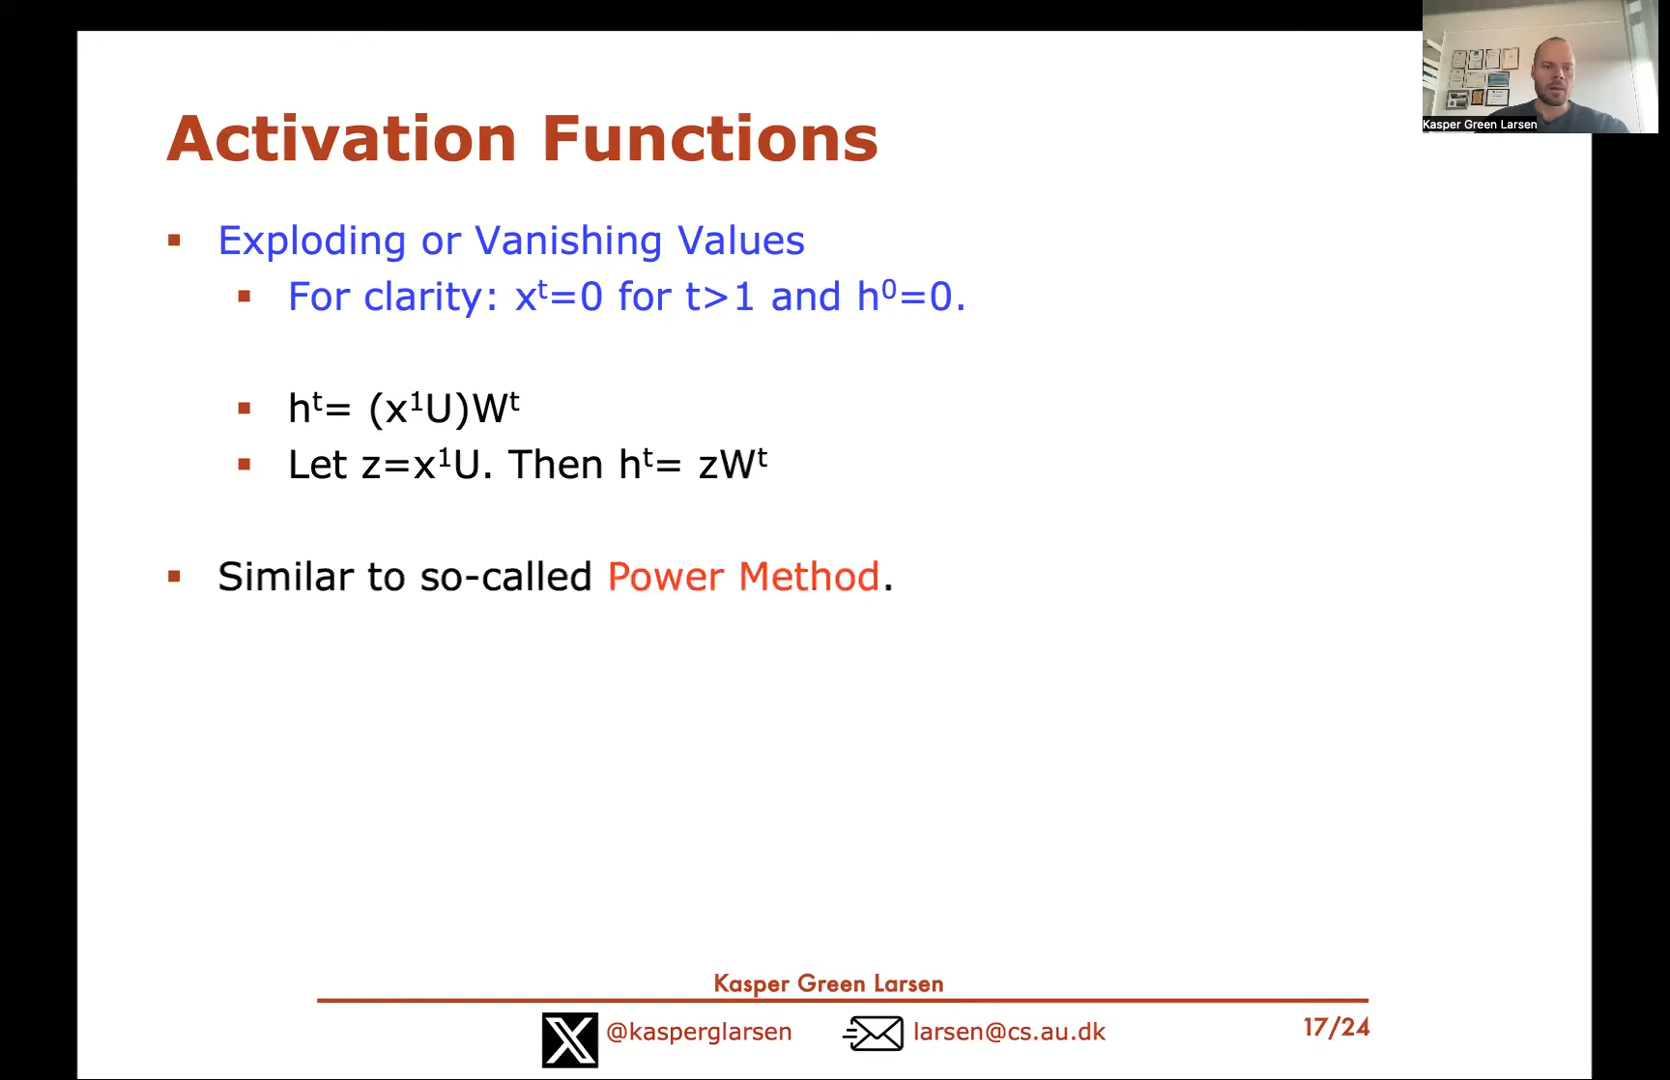 Kasper Green Larsen
Activation Functions
▪ Exploding or Vanishing Values
▪ For clarity: xᵗ=0 for t>1 and h⁰=0.
▪ hᵗ= (x¹U)Wᵗ
▪ Let z=x¹U. Then hᵗ= zWᵗ
▪ Similar to so-called Power Method.
Kasper Green Larsen
@kasperglarsen larsen@cs.au.dk 17/24